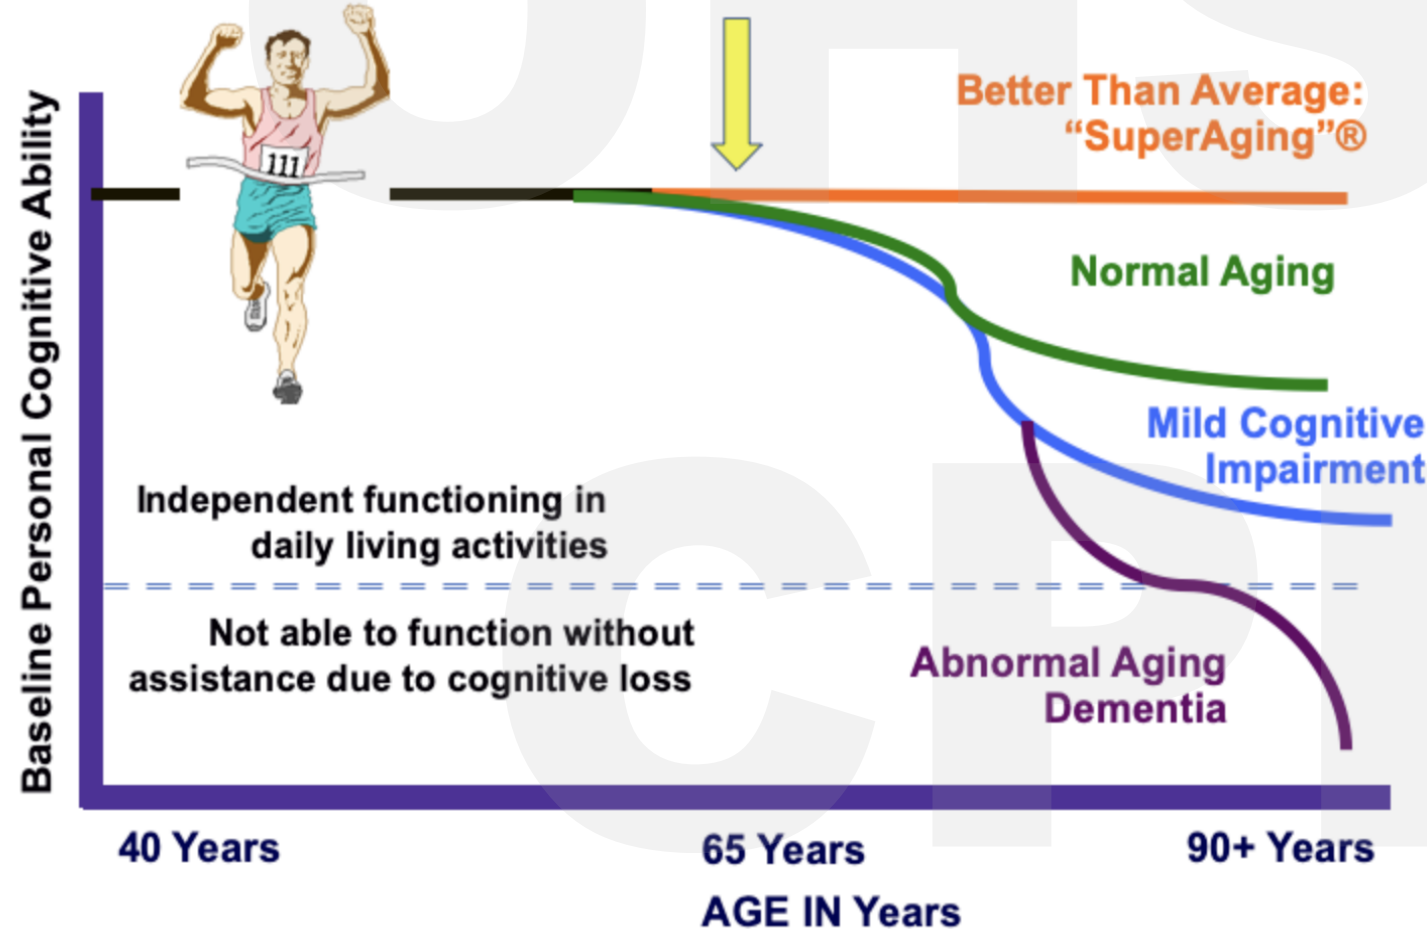 Baseline Personal Cognitive Ability
111
Better Than Average:
“SuperAging”®
Normal Aging
Mild Cognitive
Impairment
Independent functioning in
daily living activities
Not able to function without
assistance due to cognitive loss
Abnormal Aging
Dementia
40 Years
65 Years
90+ Years
AGE IN Years